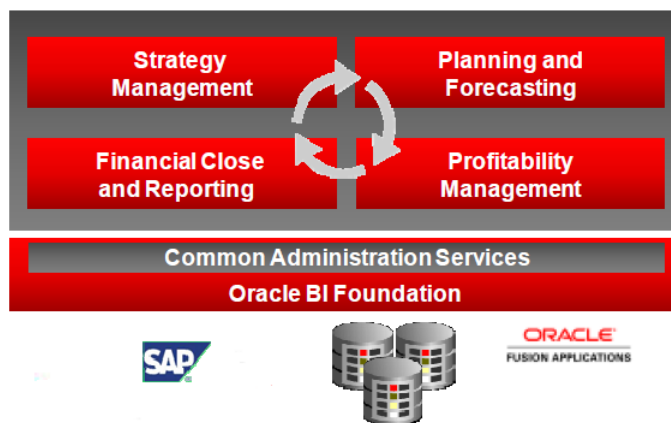 Strategy
Management
Planning and
Forecasting
Financial Close
and Reporting
Profitability
Management
Common Administration Services
Oracle BI Foundation
SAP
ORACLE
FUSION APPLICATIONS